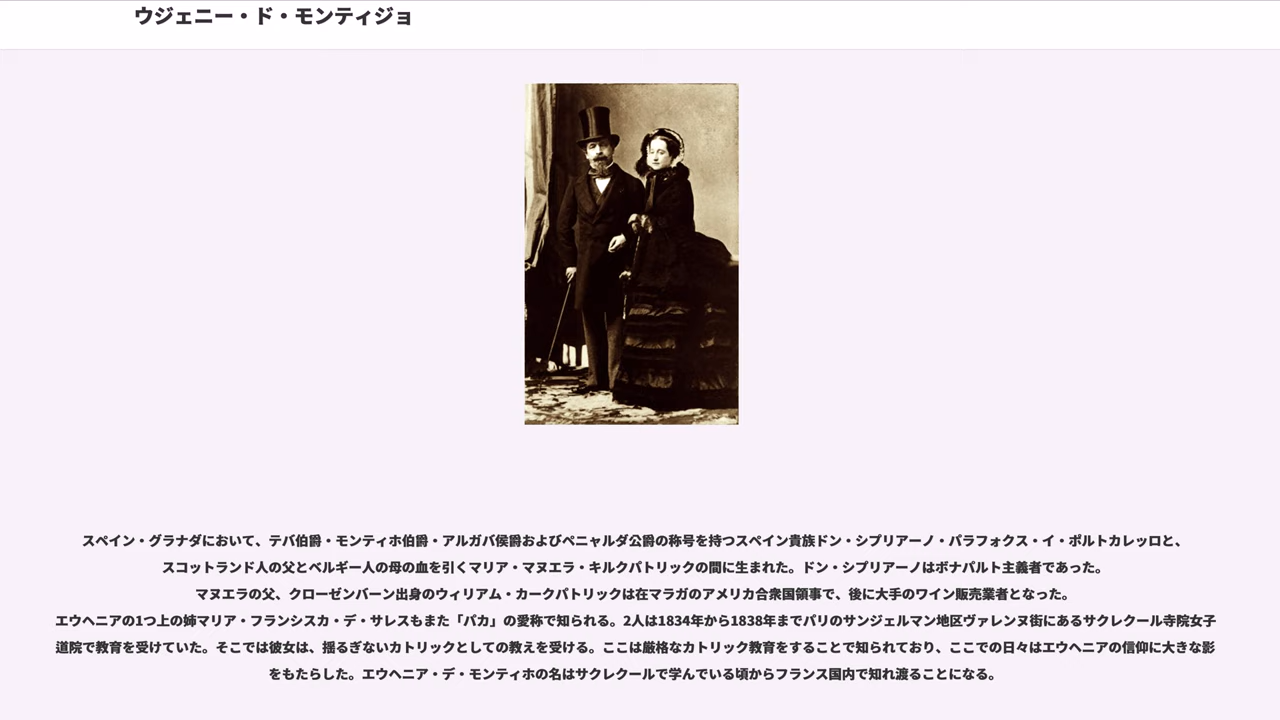 ウジェニー・ド・モンティジョ
スペイン・グラナダにおいて、テバ伯爵・モンティホ伯爵・アルガバ侯爵およびペニャルダ公爵の称号を持つスペイン貴族ドン・シプリアーノ・パラフォクス・イ・ポルトカレッロと、
スコットランド人の父とベルギー人の母の血を引くマリア・マヌエラ・キルクパトリックの間に生まれた。ドン・シプリアーノはボナパルト主義者であった。
マヌエラの父、クローゼンバーン出身のウィリアム・カークパトリックは在マラガのアメリカ合衆国領事で、後に大手のワイン販売業者となった。
エウヘニアの1つ上の姉マリア・フランシスカ・デ・サレスもまた「パカ」の愛称で知られる。2人は1834年から1838年までパリのサンジェルマン地区ヴァレンヌ街にあるサクレクール寺院女子
道院で教育を受けていた。そこでは彼女は、揺るぎないカトリックとしての教えを受ける。ここは厳格なカトリック教育をすることで知られており、ここでの日々はエウヘニアの信仰に大きな影
をもたらした。エウヘニア・デ・モンティホの名はサクレクールで学んでいる頃からフランス国内で知れ渡ることになる。